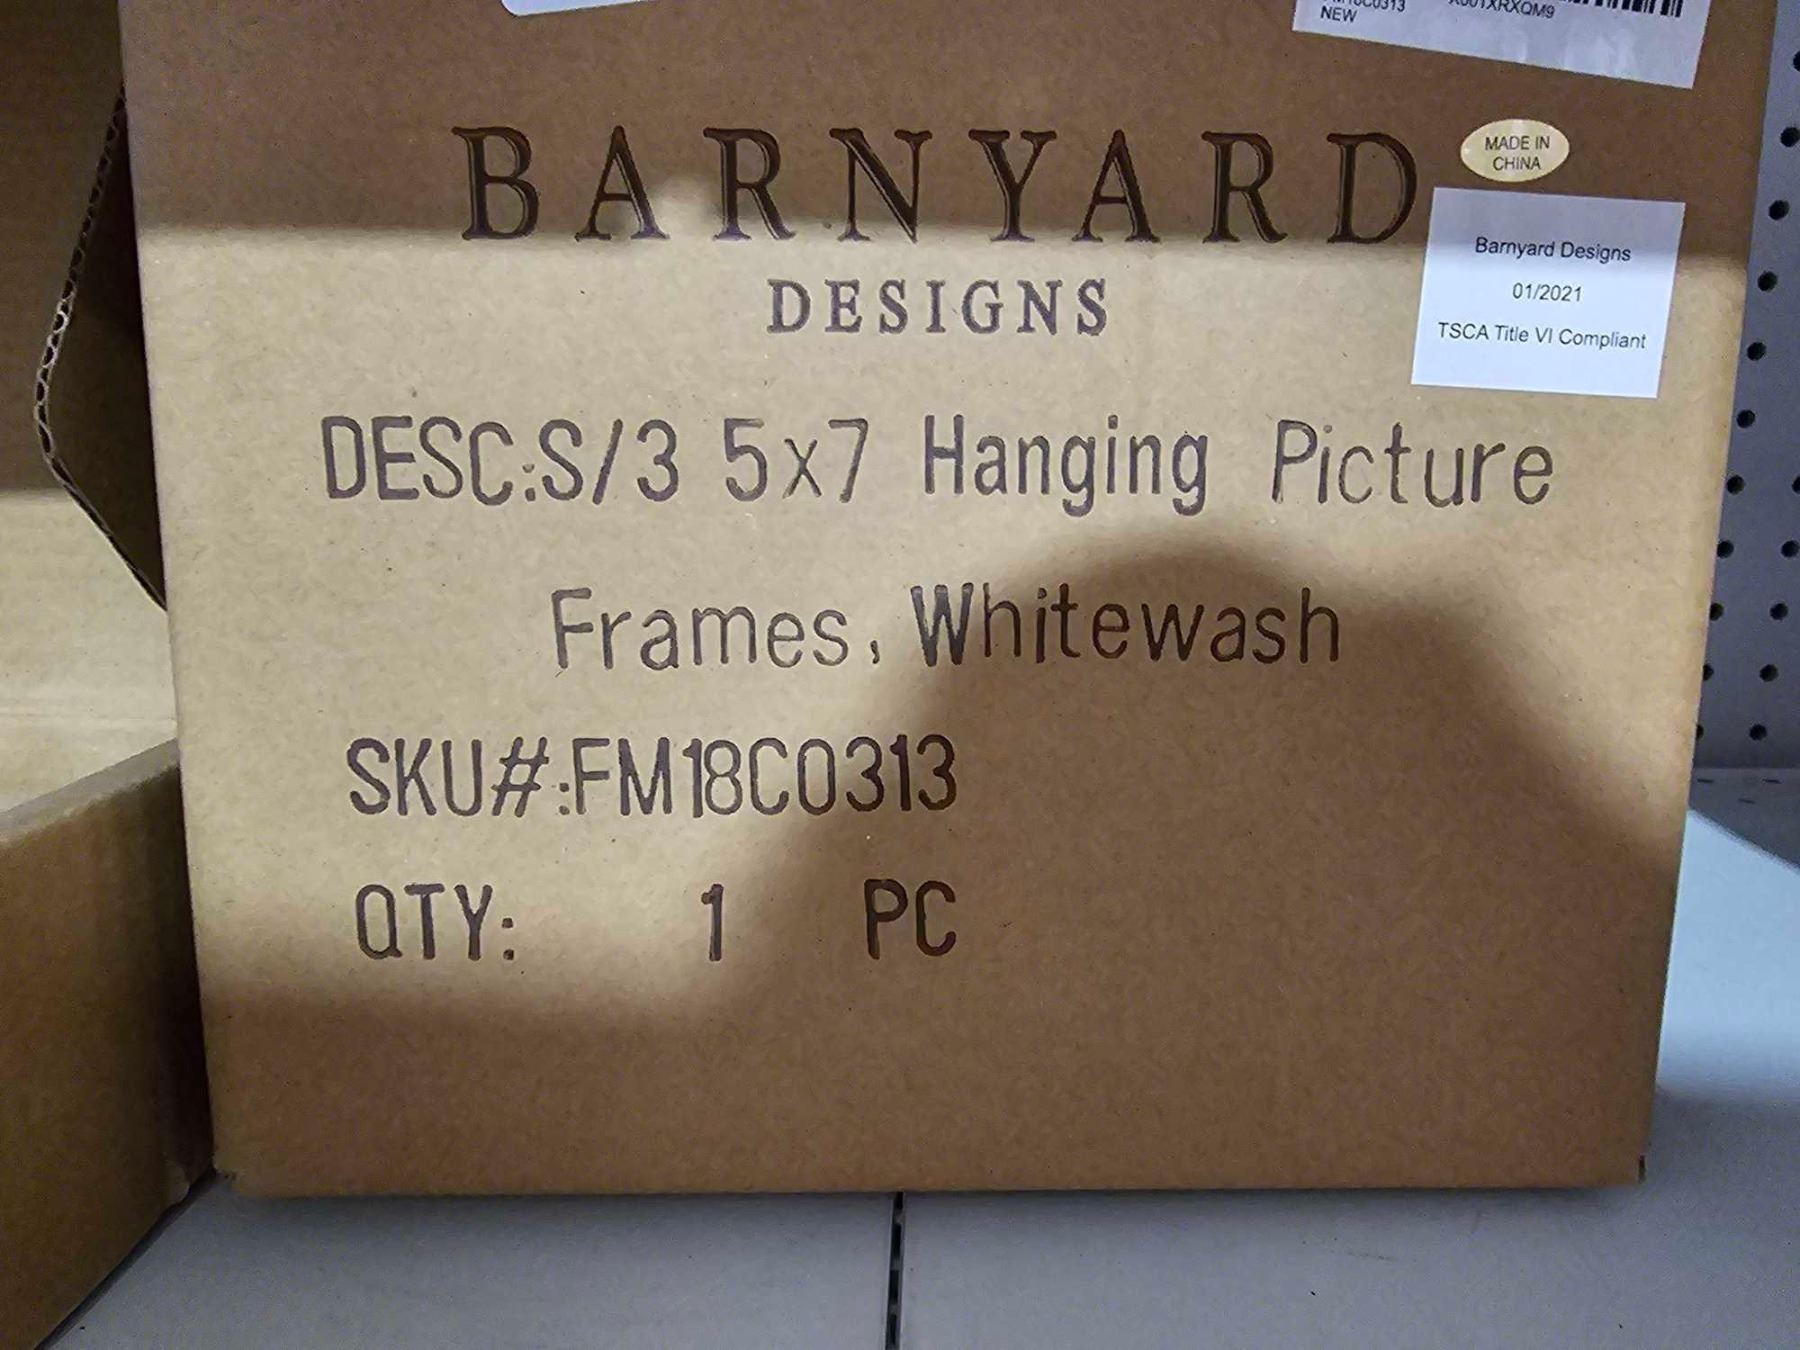 NEW
BARNYARD
DESIGNS
MADE IN
CHINA
Barnyard Designs
01/2021
TSCA Title VI Compliant
DESC:S/3 5x7 Hanging Picture
Frames, Whitewash
SKU#:FM18C0313
QTY: 1 PC